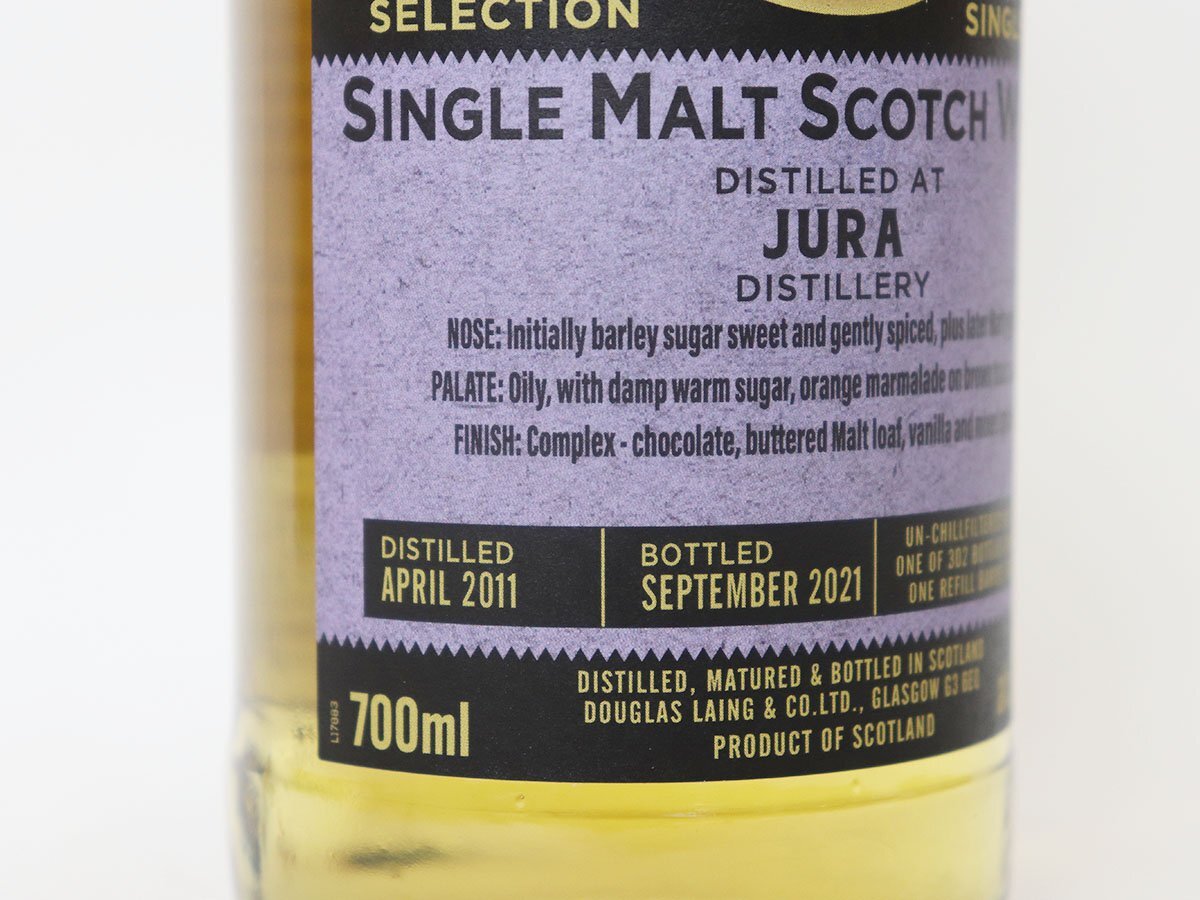 SELECTION
SINGL
SINGLE MALT SCOTCH W
DISTILLED AT
JURA
DISTILLERY
NOSE: Initially barley sugar sweet and gently spiced, plus later
PALATE: Oily, with damp warm sugar, orange marmalade on brown
FINISH: Complex - chocolate, buttered Malt loaf, vanilla and
DISTILLED
APRIL 2011
BOTTLED
SEPTEMBER 2021
UN-CHILLFILTERED
ONE OF 302
ONE REFILL
DISTILLED, MATURED & BOTTLED IN SCOTLAND
DOUGLAS LAING & CO.LTD., GLASGOW G3 6EQ
PRODUCT OF SCOTLAND
700ml
L17983